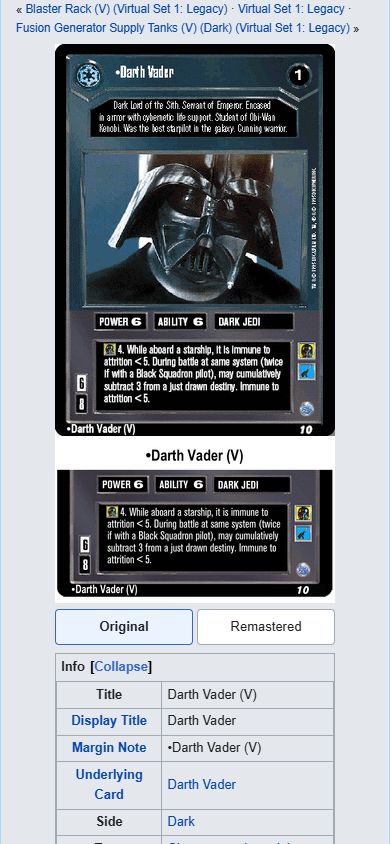 « Blaster Rack (V) (Virtual Set 1: Legacy) · Virtual Set 1: Legacy ·
Fusion Generator Supply Tanks (V) (Dark) (Virtual Set 1: Legacy) »
•Darth Vader
1
Dark Lord of the Sith. Servant of Emperor. Encased
in armor with cybernetic life support. Student of Obi-Wan
Kenobi. Was the best starpilot in the galaxy. Cunning warrior.
POWER 6
ABILITY 6
DARK JEDI
4. While aboard a starship, it is immune to
attrition < 5. During battle at same system (twice
if with a Black Squadron pilot), may cumulatively
subtract 3 from a just drawn destiny. Immune to
attrition < 5.
6
8
•Darth Vader (V)
10
•Darth Vader (V)
POWER 6
ABILITY 6
DARK JEDI
4. While aboard a starship, it is immune to
attrition < 5. During battle at same system (twice
if with a Black Squadron pilot), may cumulatively
subtract 3 from a just drawn destiny. Immune to
attrition < 5.
6
8
•Darth Vader (V)
10
Original
Remastered
Info [Collapse]
Title
Darth Vader (V)
Display Title
Darth Vader
Margin Note
•Darth Vader (V)
Underlying
Card
Darth Vader
Side
Dark